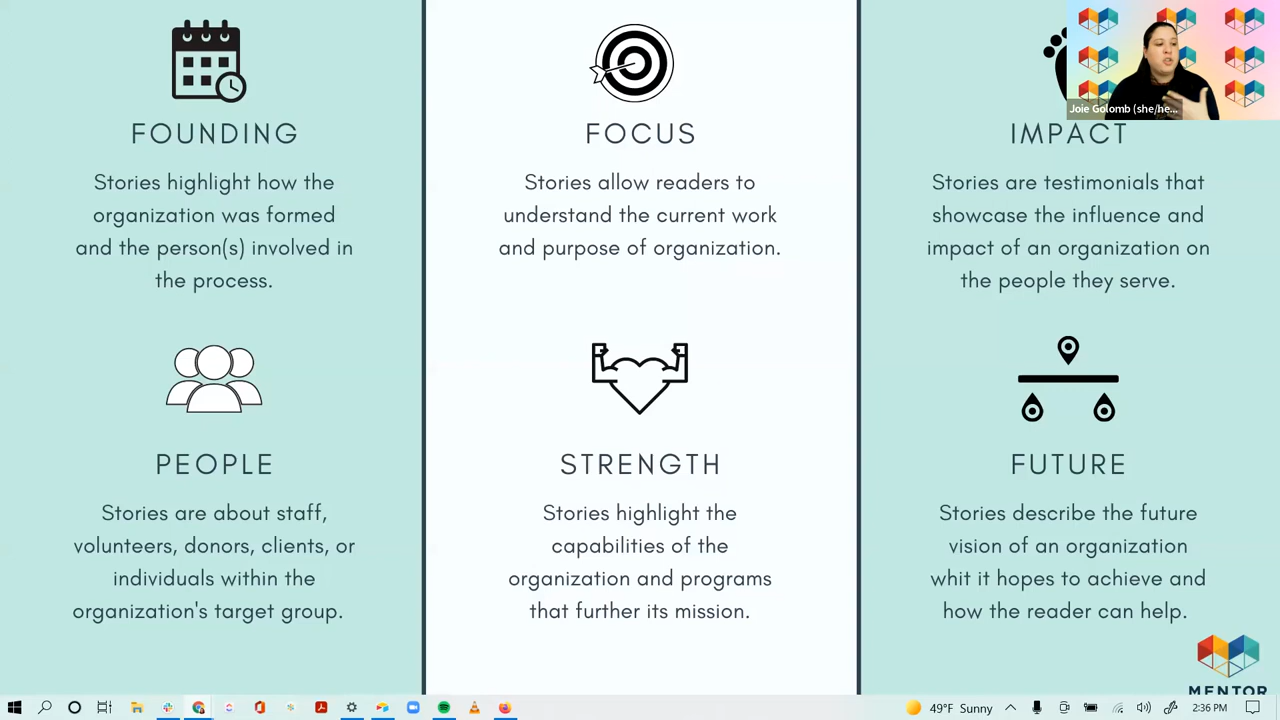 FOUNDING
Stories highlight how the
organization was formed
and the person(s) involved in
the process.
PEOPLE
Stories are about staff,
volunteers, donors, clients, or
individuals within the
organization's target group.
FOCUS
Stories allow readers to
understand the current work
and purpose of organization.
STRENGTH
Stories highlight the
capabilities of the
organization and programs
that further its mission.
Joie Golomb (she/he...
IMPACT
Stories are testimonials that
showcase the influence and
impact of an organization on
the people they serve.
FUTURE
Stories describe the future
vision of an organization
whit it hopes to achieve and
how the reader can help.
MENTOR
49°F Sunny
2:36 PM